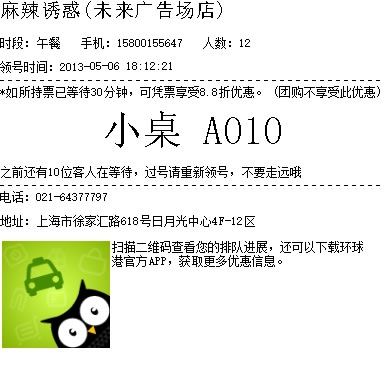 麻辣诱惑(未来广告场店)
时段: 午餐 手机: 15800155647 人数: 12
领号时间: 2013-05-06 18:12:21
*如所持票已等待30分钟，可凭票享受8.8折优惠。(团购不享受此优惠)
小桌 A010
之前还有10位客人在等待，过号请重新领号，不要走远哦
电话: 021-64377797
地址: 上海市徐家汇路618号日月光中心4F-12区
扫描二维码查看您的排队进展，还可以下载环球
港官方APP，获取更多优惠信息。